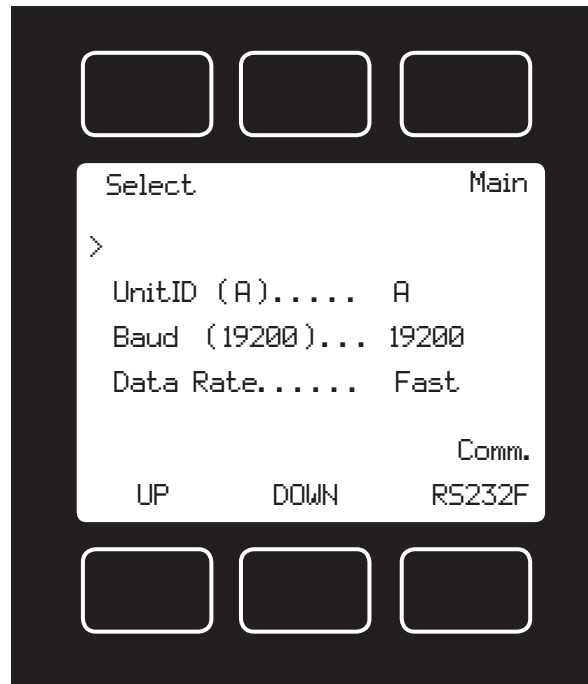 Select Main
>
UnitID (A)..... A
Baud (19200)... 19200
Data Rate...... Fast
Comm.
UP DOWN RS232F